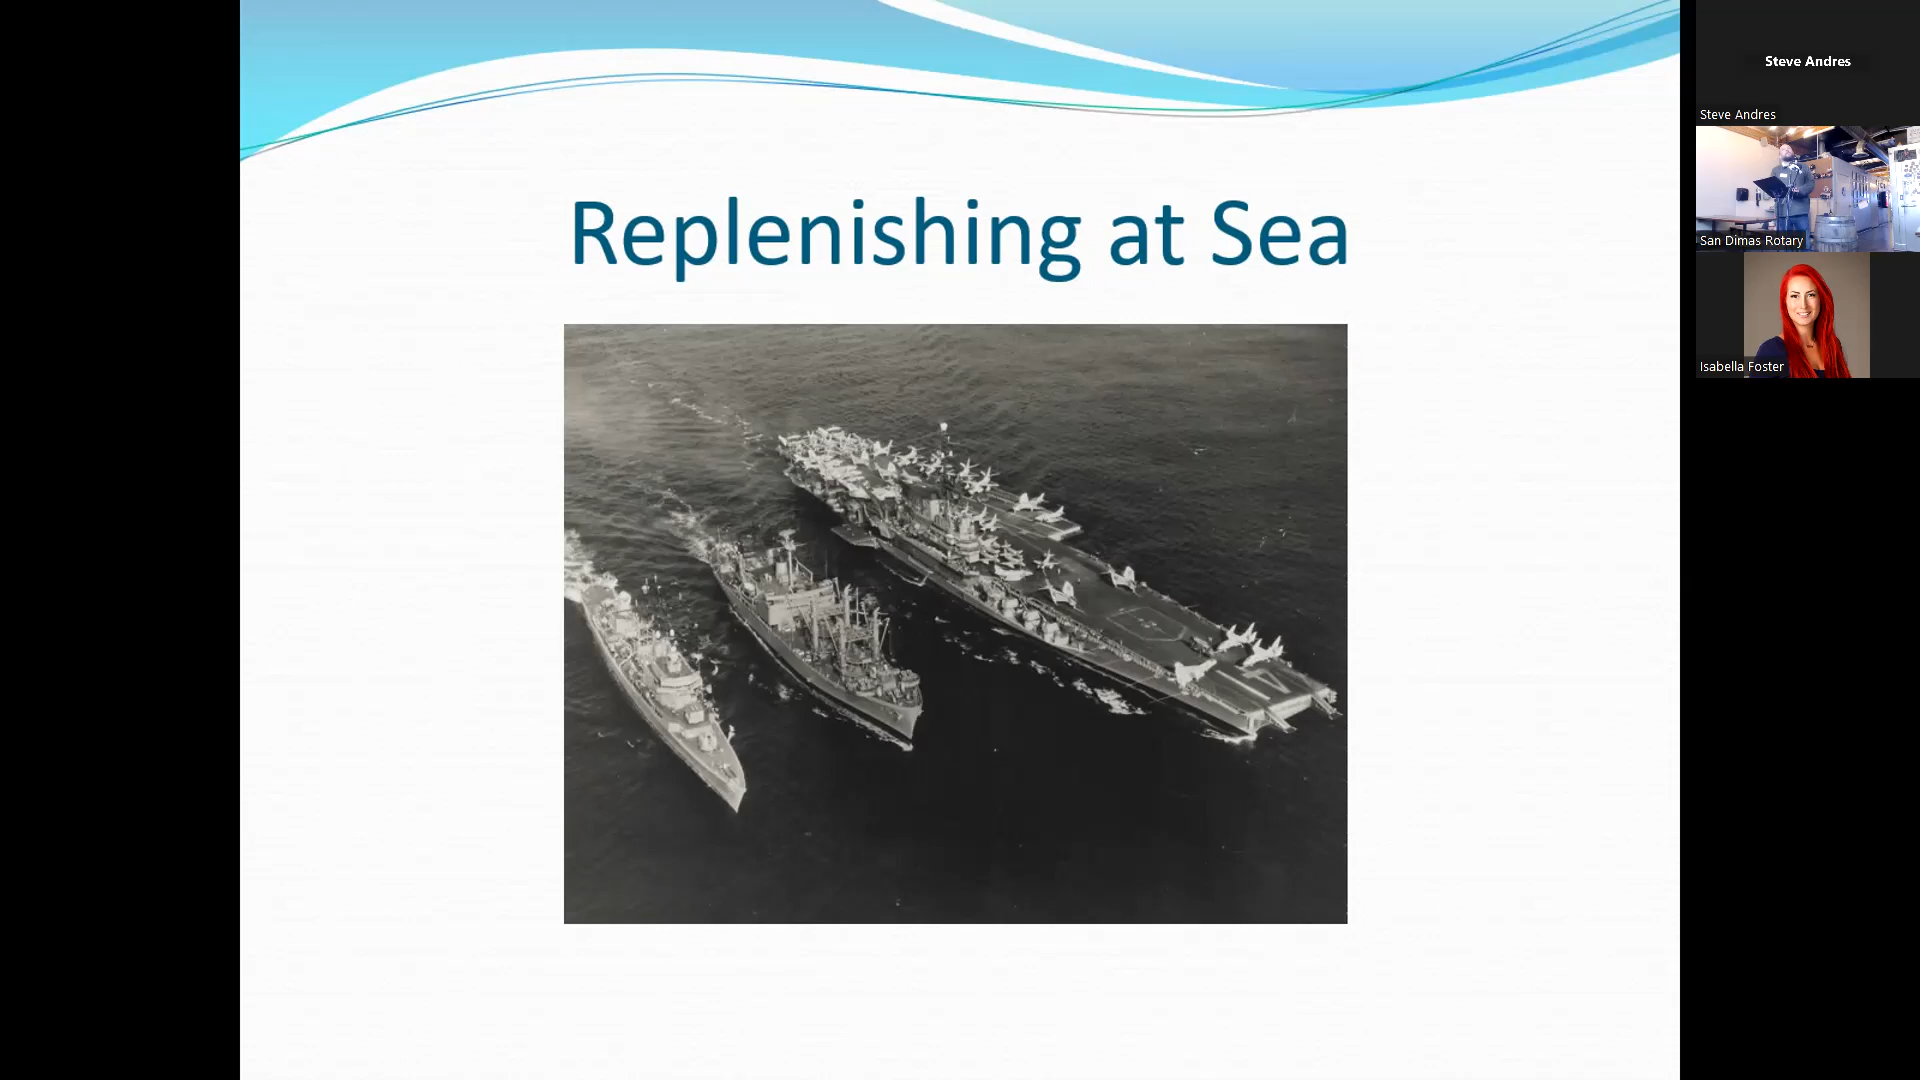 Replenishing at Sea
Steve Andres
Steve Andres
San Dimas Rotary
Isabella Foster